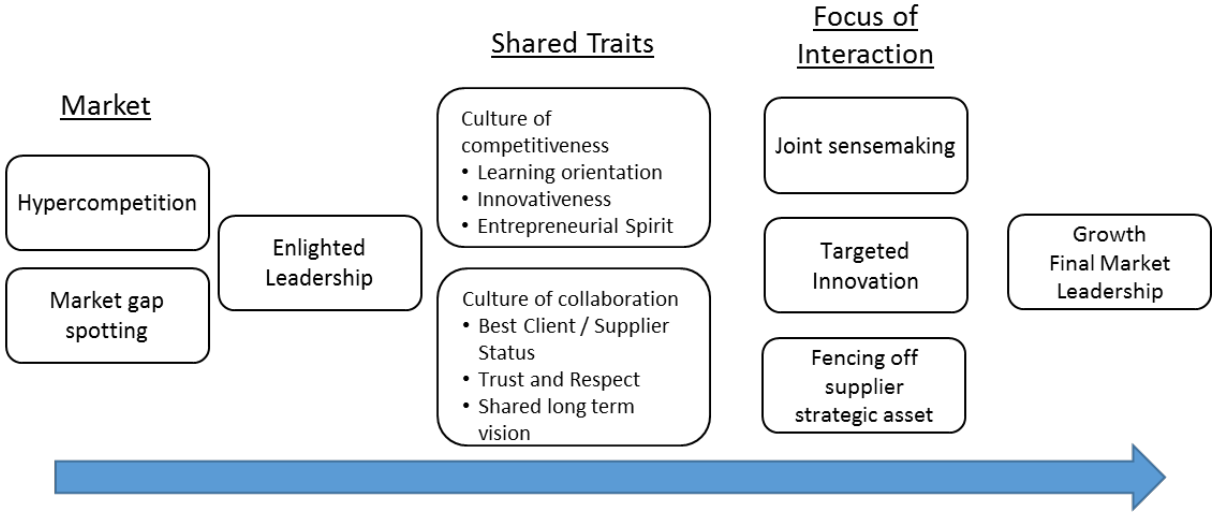 Market
Hypercompetition
Market gap
spotting
Enlighted
Leadership
Shared Traits
Culture of
competitiveness
• Learning orientation
• Innovativeness
• Entrepreneurial Spirit
Culture of collaboration
• Best Client / Supplier
Status
• Trust and Respect
• Shared long term
vision
Focus of
Interaction
Joint sensemaking
Targeted
Innovation
Fencing off
supplier
strategic asset
Growth
Final Market
Leadership